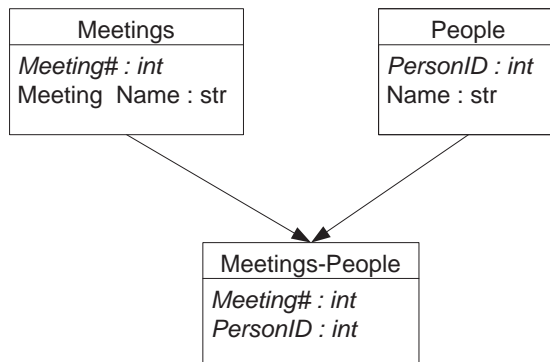 Meetings
Meeting# : int
Meeting Name : str
People
PersonID : int
Name : str
Meetings-People
Meeting# : int
PersonID : int